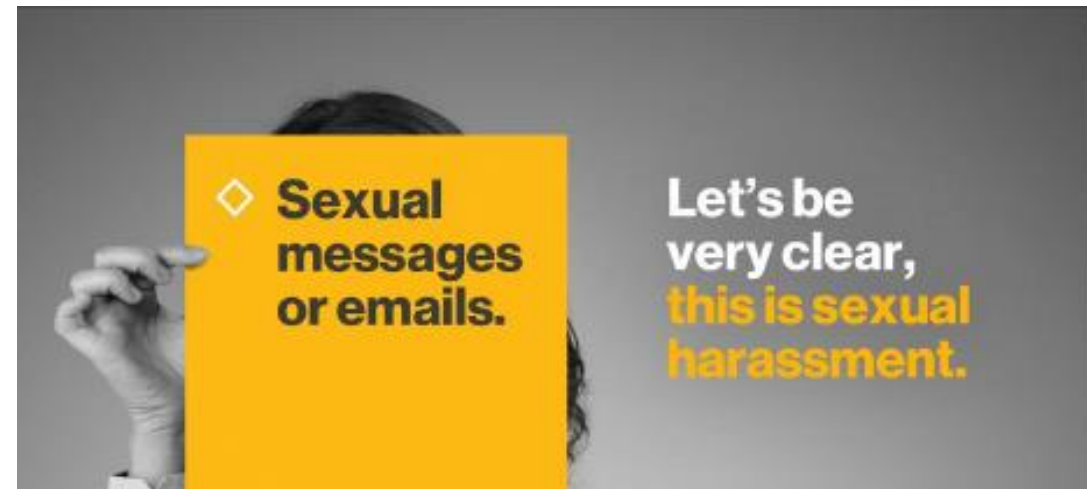 Sexual
messages
or emails.
Let's be
very clear,
this is sexual
harassment.